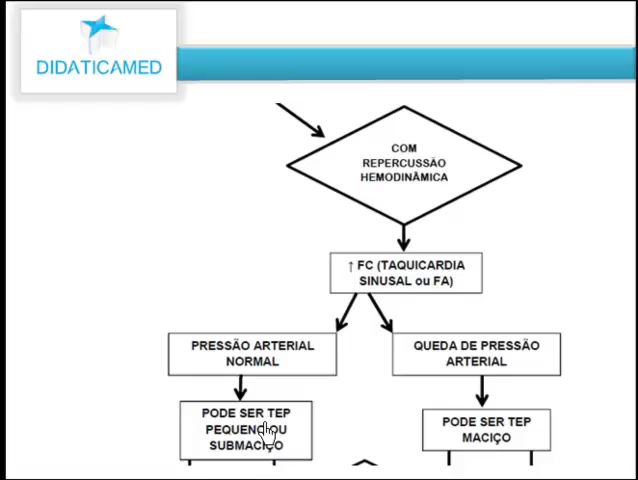 DIDATICAMED
COM
REPERCUSSÃO
HEMODINÂMICA
↑ FC (TAQUICARDIA
SINUSAL ou FA)
PRESSÃO ARTERIAL
NORMAL
QUEDA DE PRESSÃO
ARTERIAL
PODE SER TEP
PEQUENO OU
SUBMACIÇO
PODE SER TEP
MACIÇO